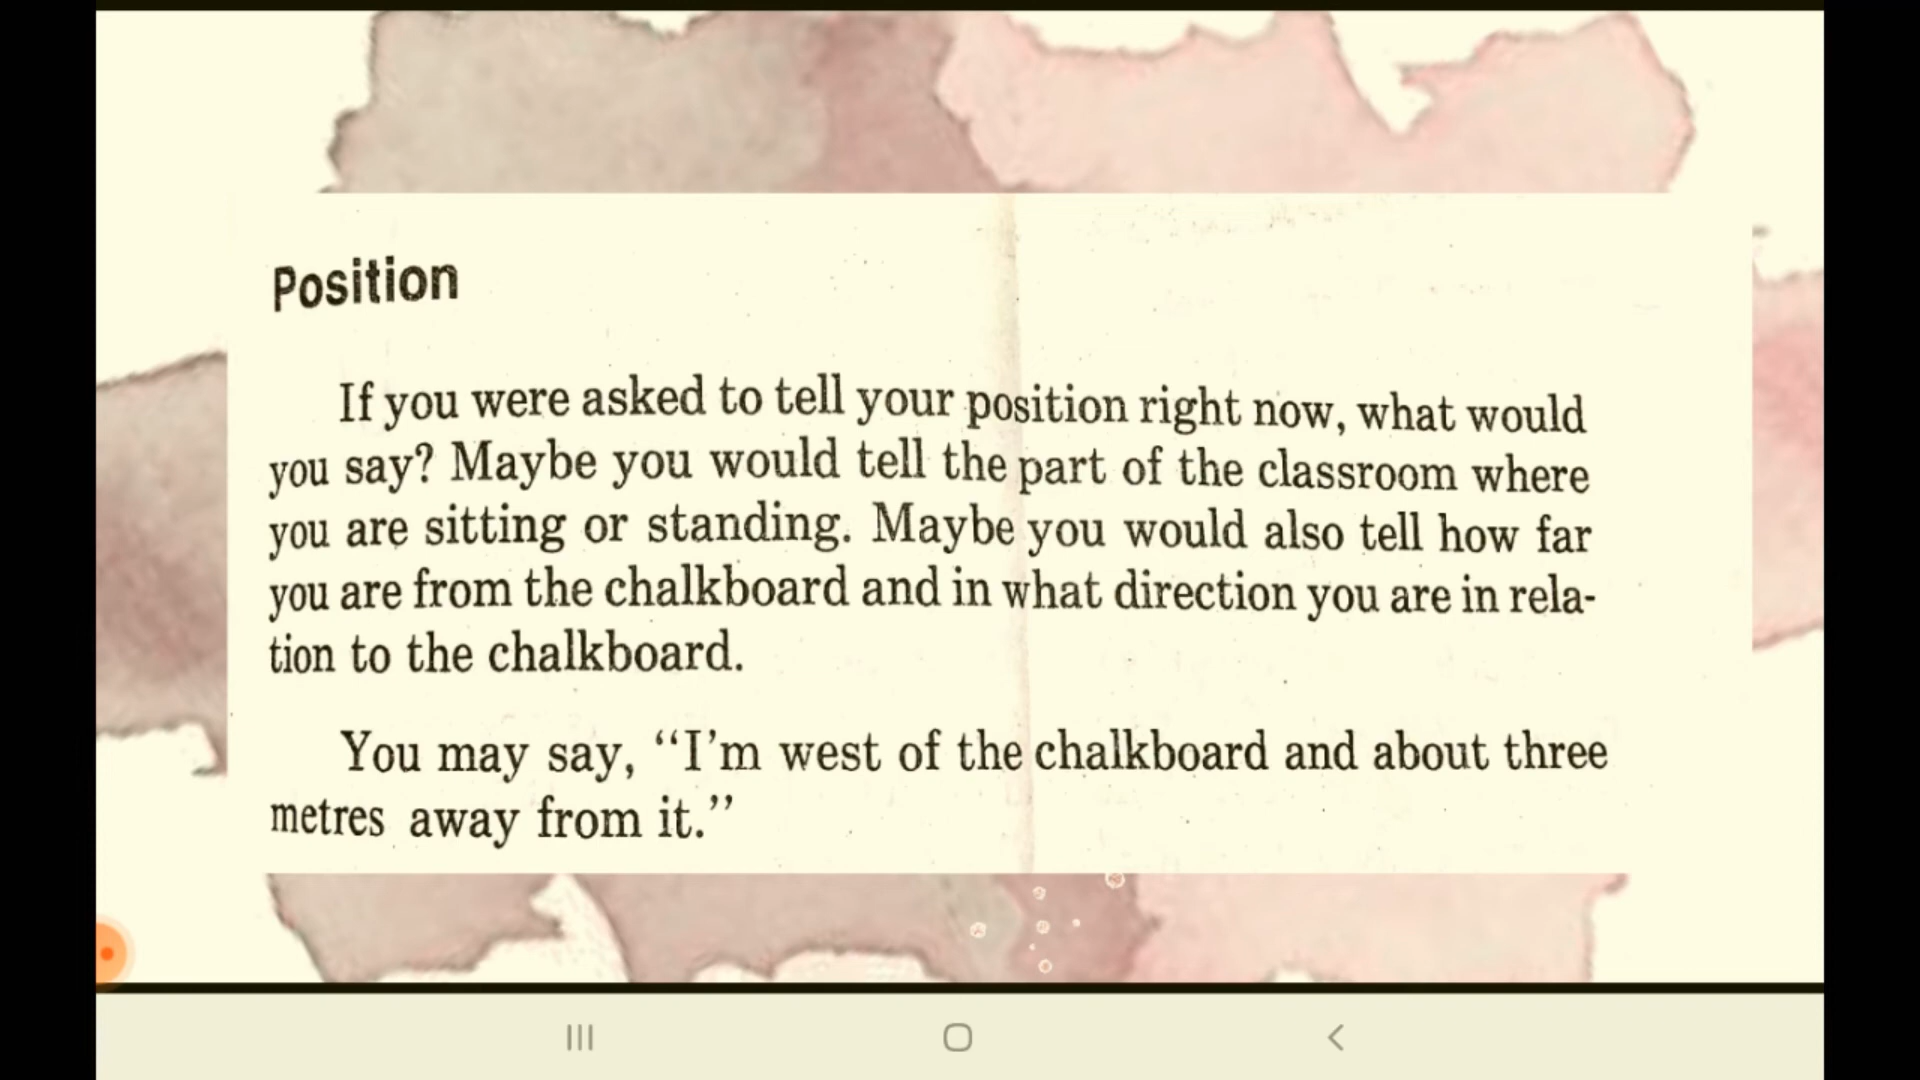 Position
If you were asked to tell your position right now, what would
you say? Maybe you would tell the part of the classroom where
you are sitting or standing. Maybe you would also tell how far
you are from the chalkboard and in what direction you are in rela-
tion to the chalkboard.
You may say, “I’m west of the chalkboard and about three
metres away from it.”